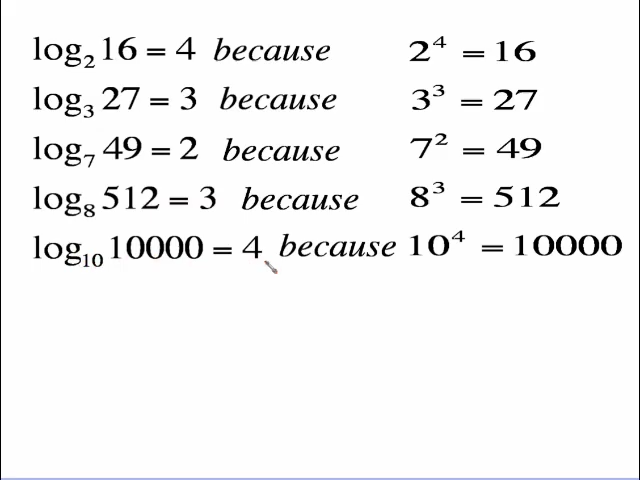 log₂ 16 = 4 because 2⁴ = 16
log₃ 27 = 3 because 3³ = 27
log₇ 49 = 2 because 7² = 49
log₈ 512 = 3 because 8³ = 512
log₁₀ 10000 = 4 because 10⁴ = 10000